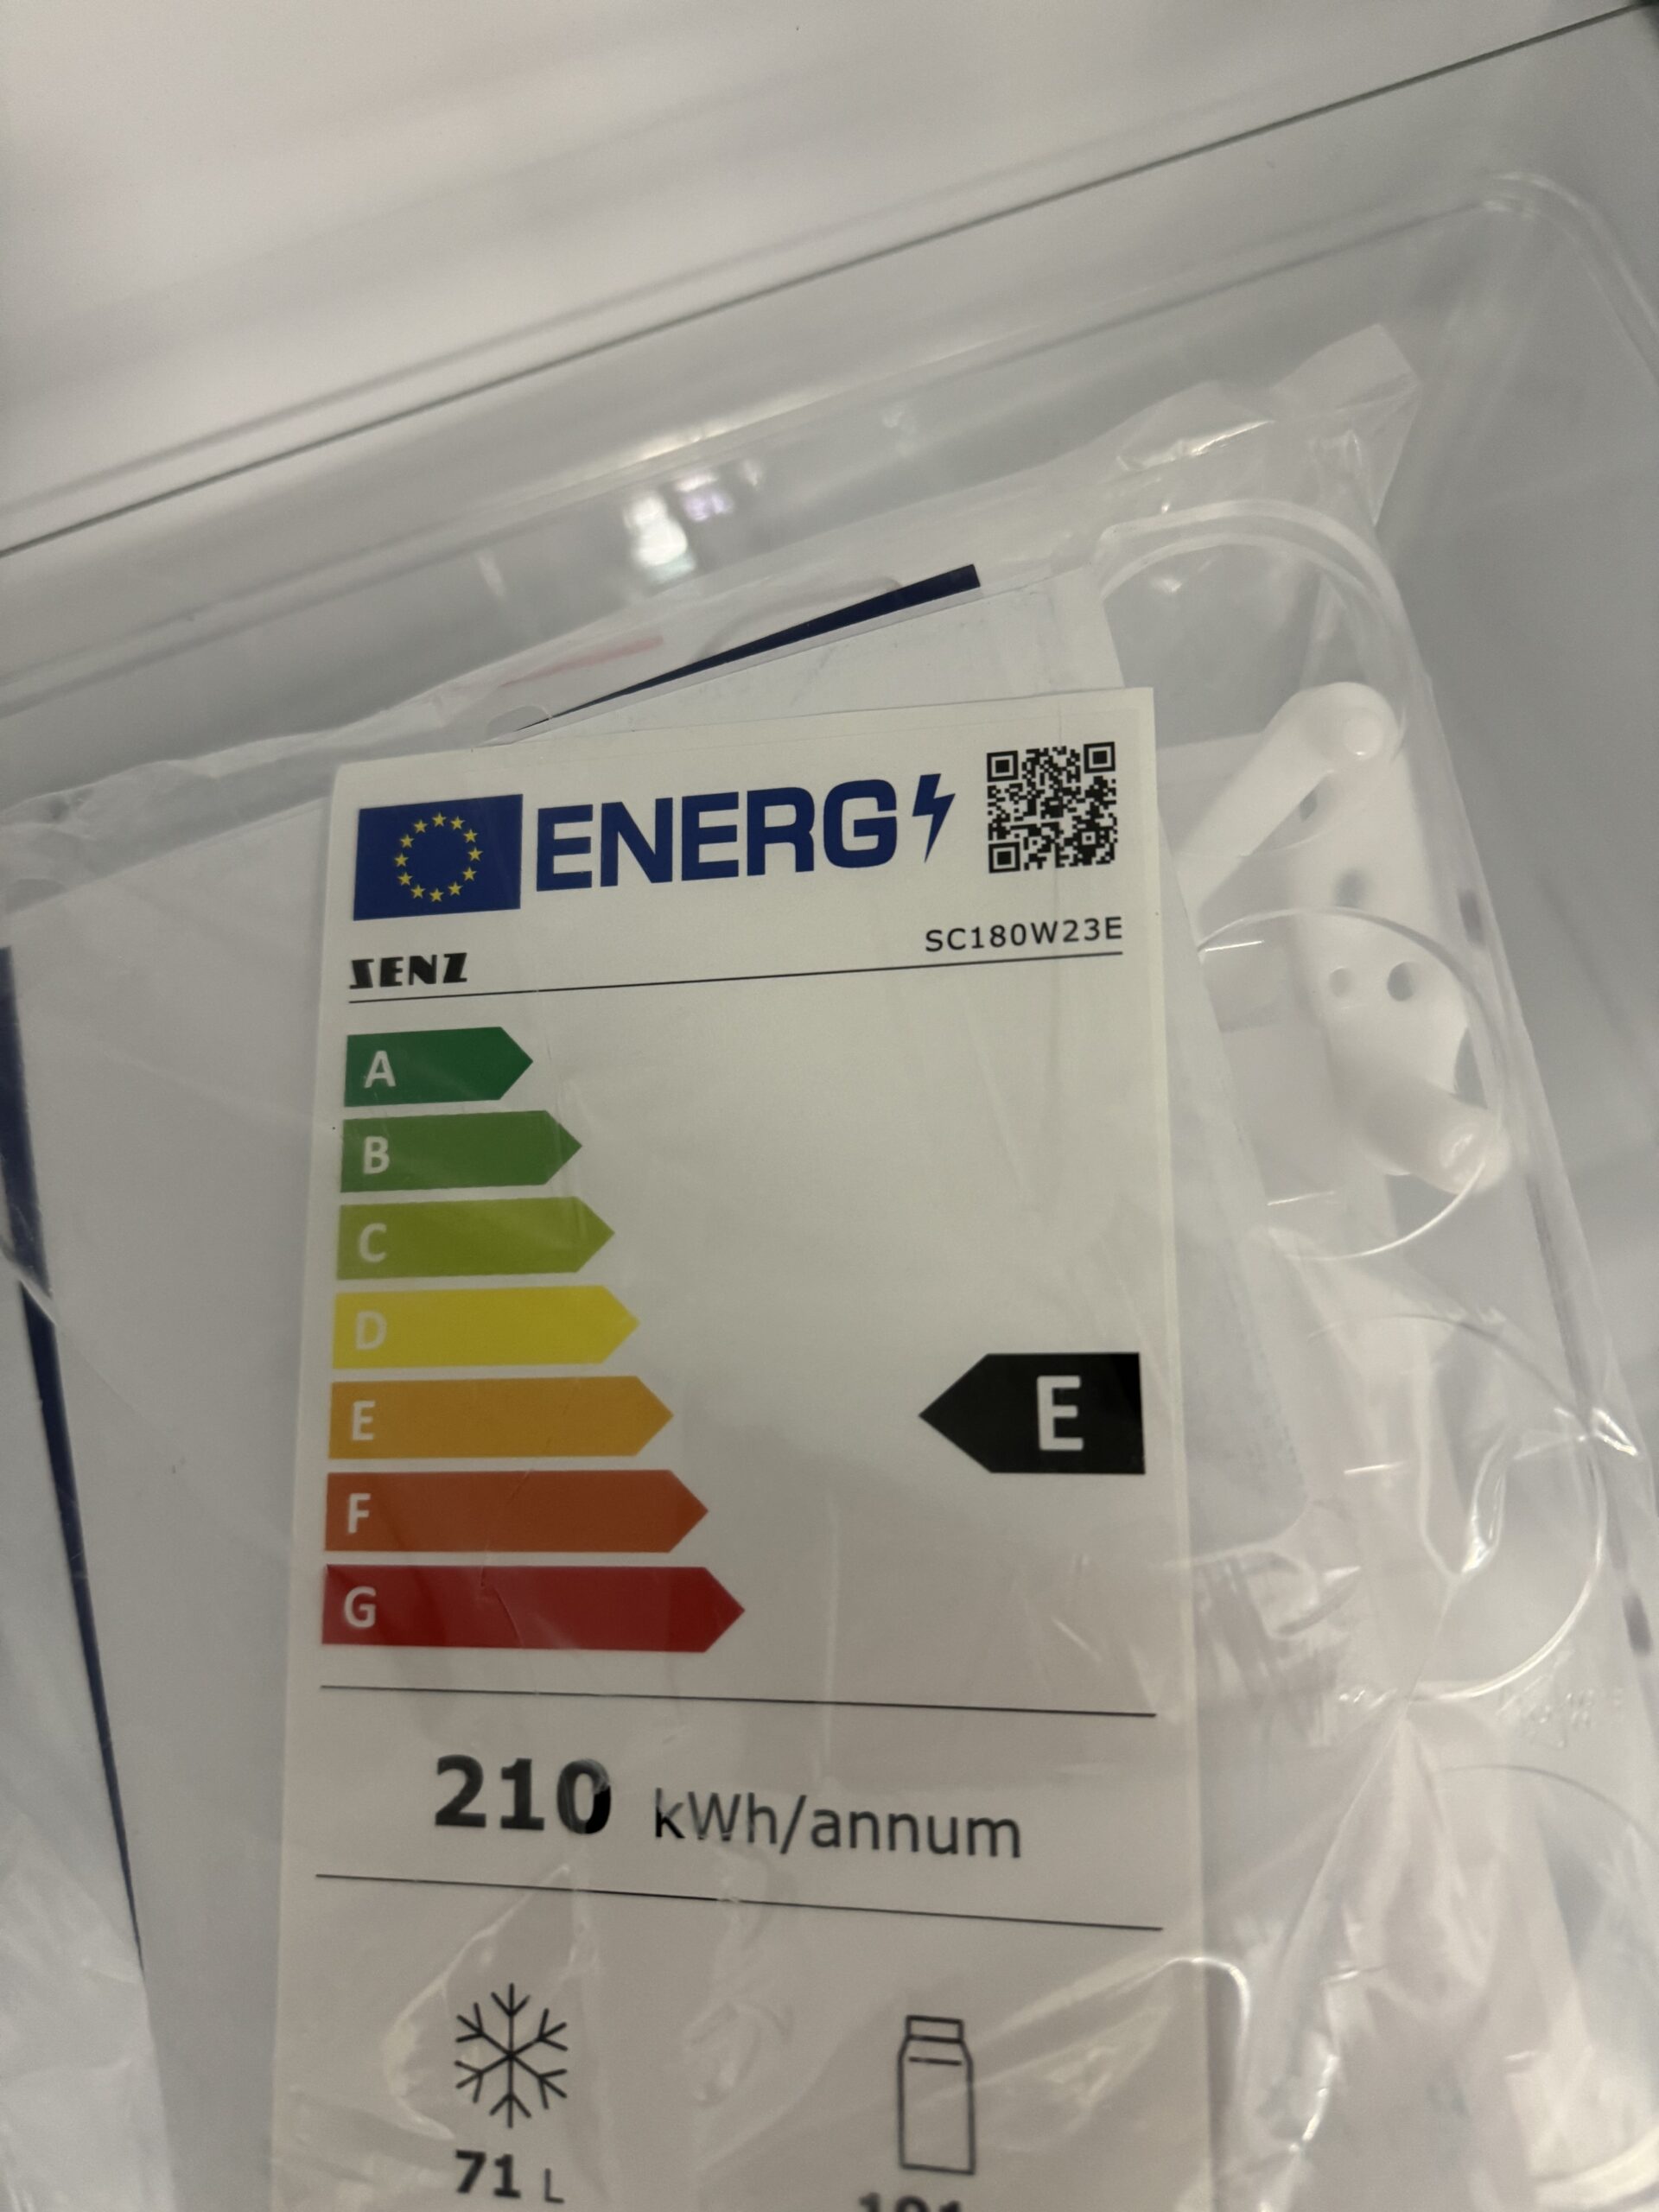 ENERG
SENZ
SC180W23E
A
B
C
D
E
E
F
G
210 kWh/annum
71 L